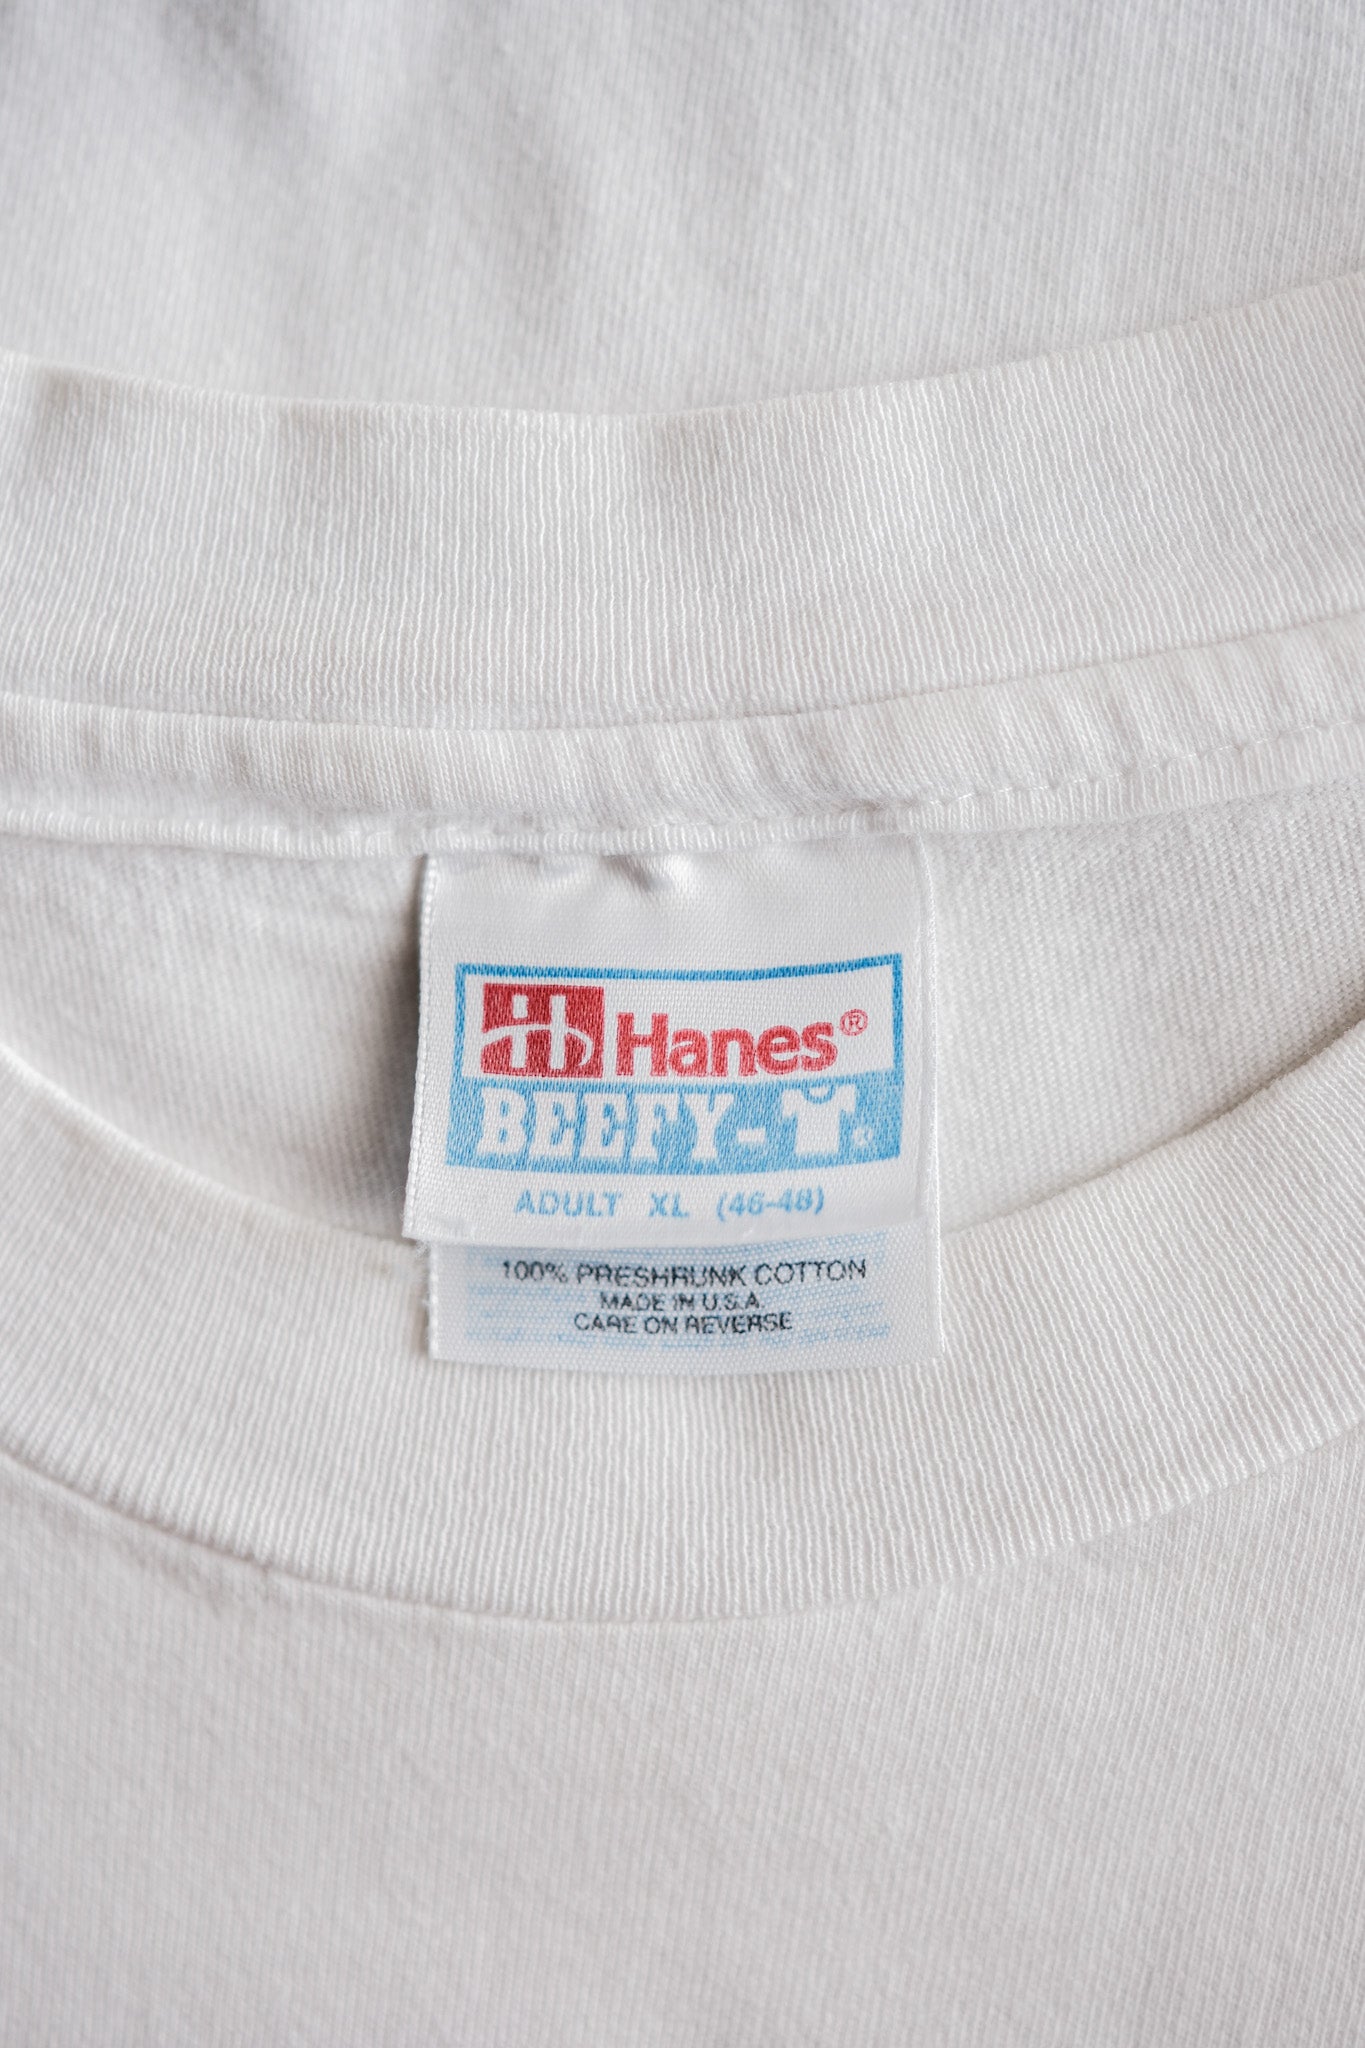 Hanes®
BEEFY-
ADULT XL (46-48)
100% PRESHRUNK COTTON
MADE IN U.S.A.
CARE ON REVERSE